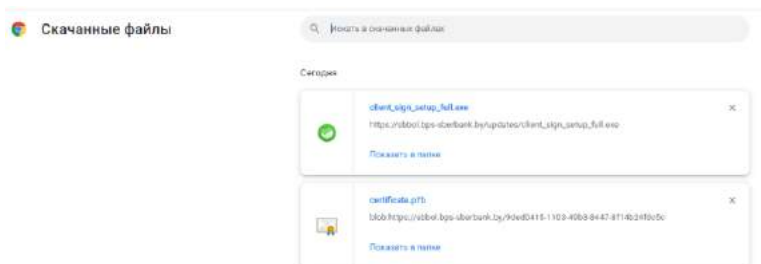 Скачанные файлы
Искать в скачанных файлах
Сегодня
client_sign_setup_full.exe
https://sbbol.bps-sberbank.by/updates/client_sign_setup_full.exe
Показать в папке
certificate.p7b
Показать в папке